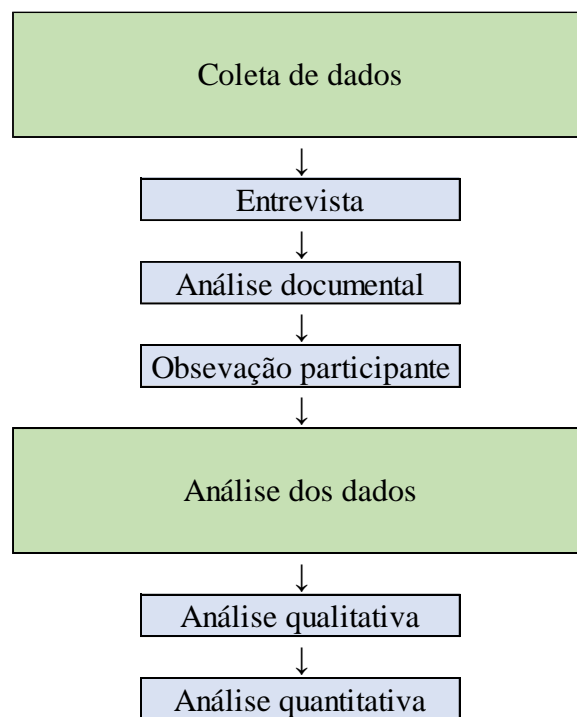 Coleta de dados
↓
Entrevista
↓
Análise documental
↓
Obsevação participante
↓
Análise dos dados
↓
Análise qualitativa
↓
Análise quantitativa